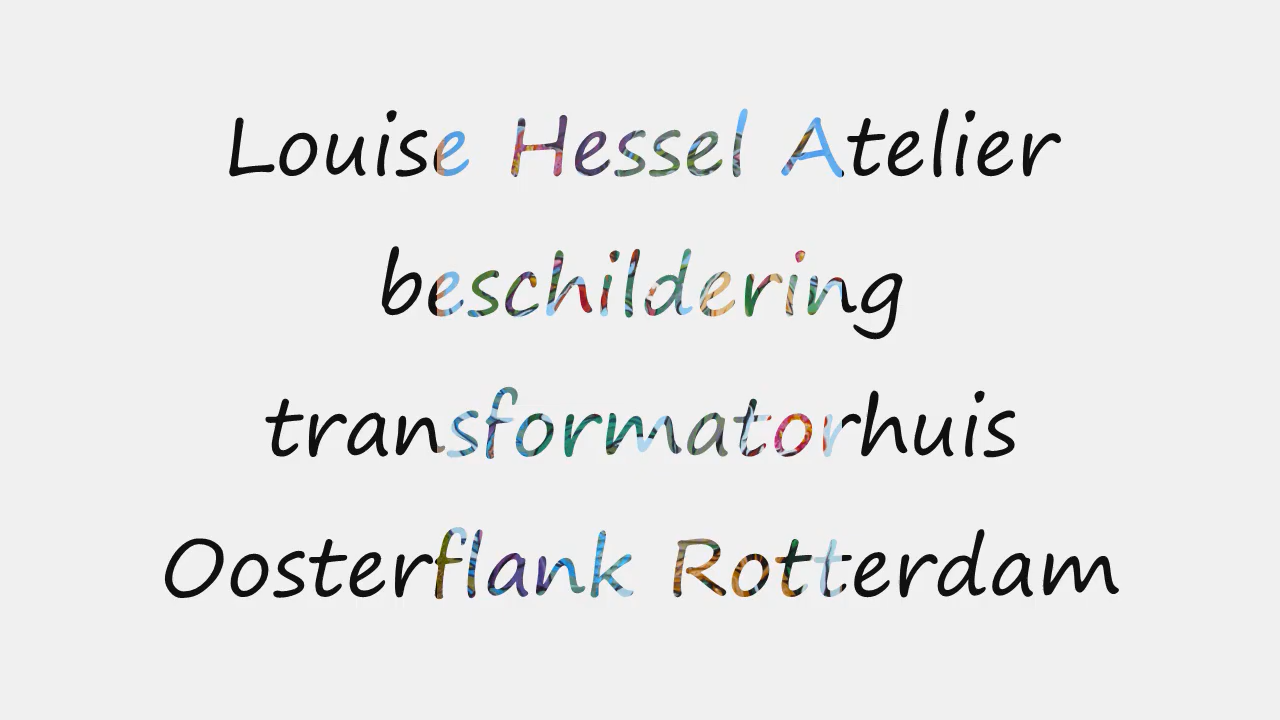 Louise Hessel Atelier
beschildering
transformatorhuis
Oosterflank Rotterdam